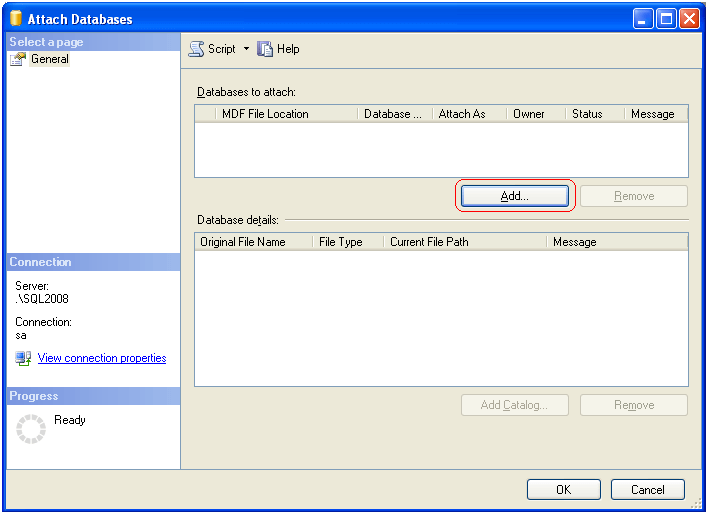 Attach Databases
Select a page
General
Script Help
Databases to attach:
MDF File Location Database ... Attach As Owner Status Message
Add... Remove
Database details:
Original File Name File Type Current File Path Message
Connection
Server:
.\SQL2008
Connection:
sa
View connection properties
Progress
Ready
Add Catalog... Remove
OK Cancel